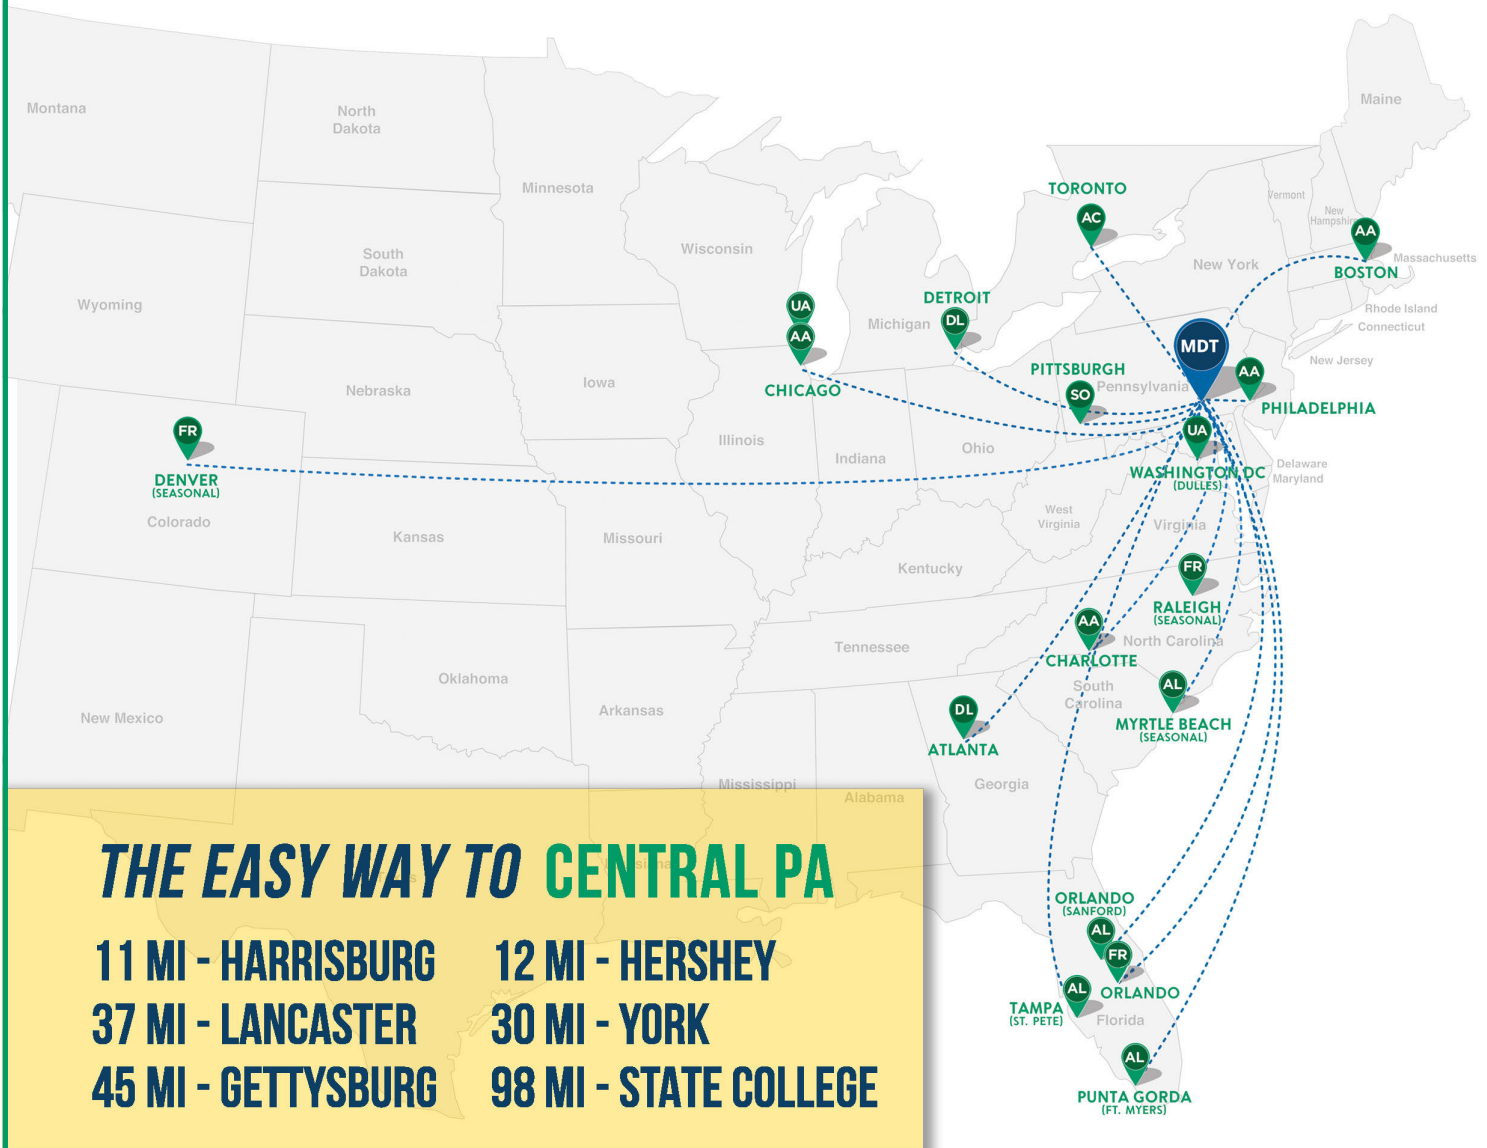 Montana
North
Dakota
Minnesota
Maine
TORONTO
AC
Vermont
New
Hampshire
AA
BOSTON
Massachusetts
Wisconsin
South
Dakota
New York
Wyoming
UA
AA
CHICAGO
DETROIT
DL
Michigan
Rhode Island
Connecticut
MDT
New Jersey
PITTSBURGH
SO
Pennsylvania
AA
PHILADELPHIA
Nebraska
Iowa
FR
DENVER
(SEASONAL)
Colorado
Illinois
Indiana
Ohio
UA
WASHINGTON DC
(DULLES)
Delaware
Maryland
West
Virginia
Virginia
Kansas
Missouri
Kentucky
FR
RALEIGH
(SEASONAL)
AA
CHARLOTTE
North Carolina
Tennessee
Oklahoma
Arkansas
New Mexico
South
Carolina
AL
MYRTLE BEACH
(SEASONAL)
DL
ATLANTA
Mississippi
Alabama
Georgia
ORLANDO
(SANFORD)
AL
FR
ORLANDO
AL
TAMPA
(ST. PETE)
Florida
AL
PUNTA GORDA
(FT. MYERS)
THE EASY WAY TO CENTRAL PA
11 MI - HARRISBURG 12 MI - HERSHEY
37 MI - LANCASTER 30 MI - YORK
45 MI - GETTYSBURG 98 MI - STATE COLLEGE